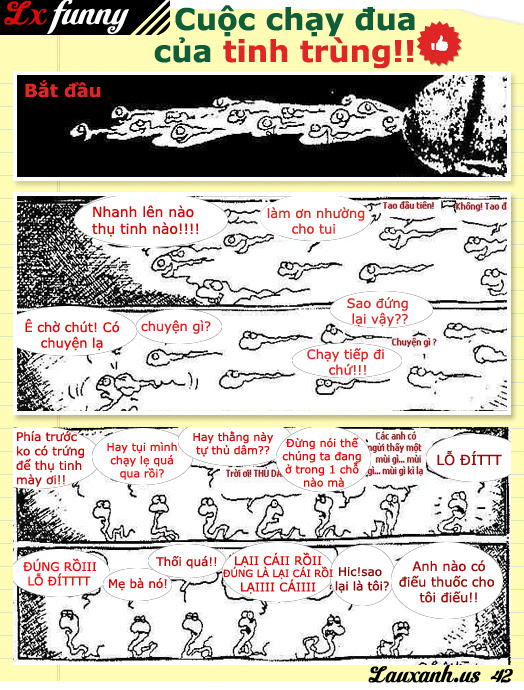 Lx funny
Cuộc chạy đua
của tinh trùng!!
Bắt đầu
Nhanh lên nào
thụ tinh nào!!!!
làm ơn nhường
cho tui
Tao đâu tiên!
Không! Tao đ
Ê chờ chút! Có
chuyện lạ
chuyện gì?
Sao đứng
lại vậy??
Chạy tiếp đi
chứ!!!
Chuyện gì ?
Phía trước
ko có trứng
để thụ tinh
mày ơi!!
Hay tụi mình
chạy lẹ quá
qua rồi?
Hay thằng này
tự thủ dâm??
Trời ơi! THỦ DÂ
Đừng nói thế
chúng ta đang
ở trong 1 chỗ
nào mà
Các anh có
ngửi thấy một
mùi gì... mùi
gì... mùi gì kì lạ
LỖ ĐÍTTT
ĐÚNG RỒIII
LỖ ĐÍTTTT
Mẹ bà nó!
Thối quá!!
LẠII CÁII RỒII
ĐÚNG LÀ LẠI CÁI RỒI
LẠIIII CÁIIII
Hic!sao
lại là tôi?
Anh nào có
điếu thuốc cho
tôi điếu!!
Lauxanh.us 42